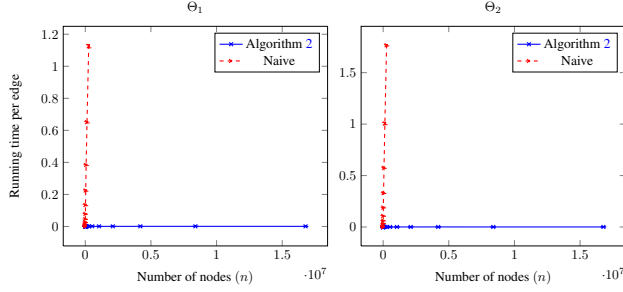 Θ1
Θ2
Running time per edge
1.2
1
0.8
0.6
0.4
0.2
0
0
0.5
1
1.5
·10^7
Number of nodes (n)
Algorithm 2
Naive
1.5
1
0.5
0
0
0.5
1
1.5
·10^7
Number of nodes (n)
Algorithm 2
Naive